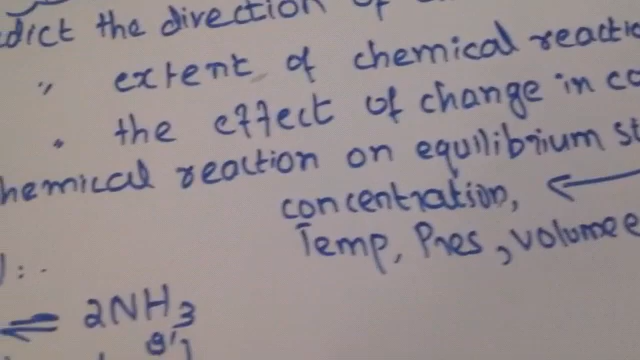 dict the direction of
" extent of chemical reactio
" the effect of change in co
hemical reaction on equilibrium st
concentration, ←
Temp, Pres, volume e
) :-
⇌ 2NH3